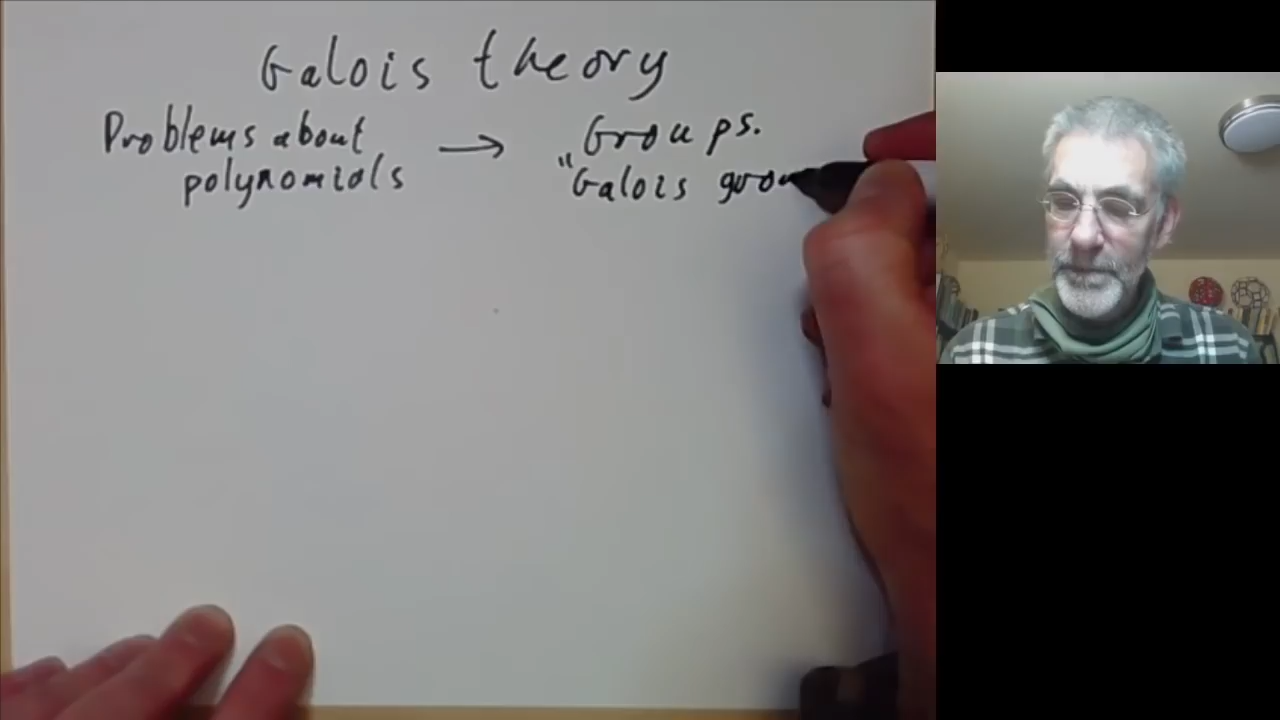 Galois theory
Problems about → Groups.
polynomials "Galois grou